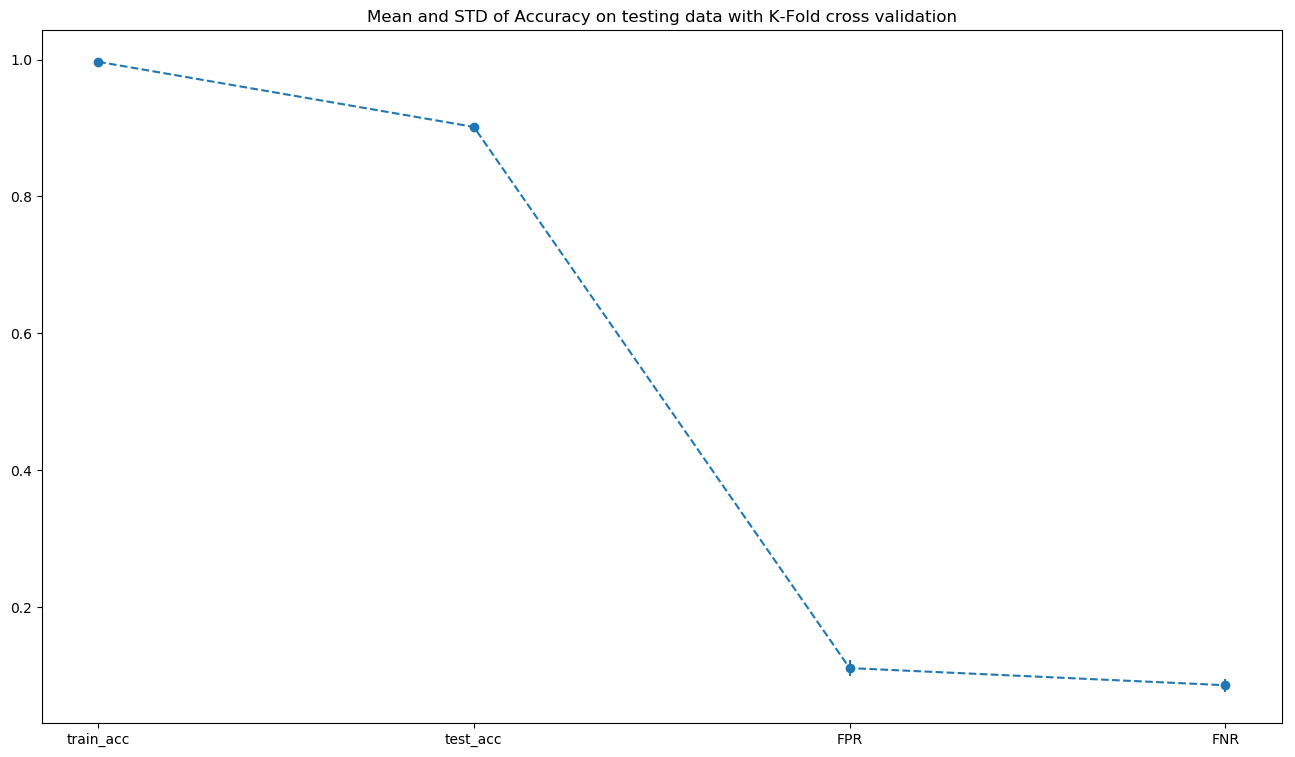 Mean and STD of Accuracy on testing data with K-Fold cross validation
1.0
0.8
0.6
0.4
0.2
train_acc test_acc FPR FNR